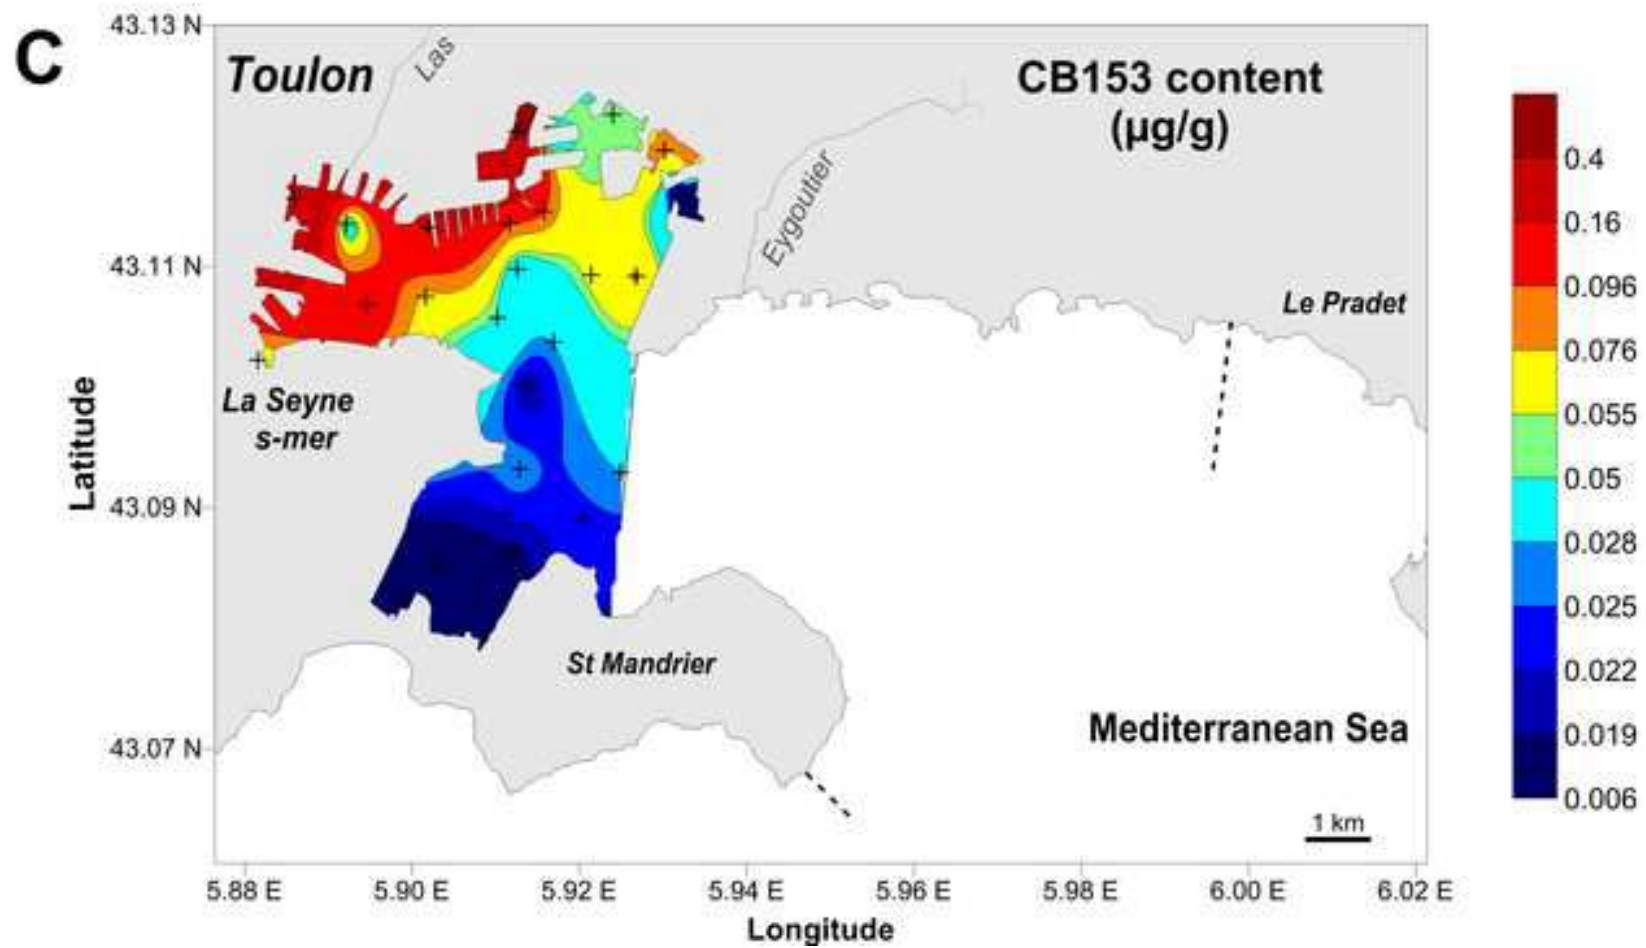 C
43.13 N
Toulon
Las
CB153 content
(µg/g)
0.4
0.16
Eygoutier
43.11 N
0.096
Le Pradet
0.076
La Seyne
s-mer
0.055
Latitude
0.05
43.09 N
0.028
0.025
St Mandrier
0.022
Mediterranean Sea
0.019
43.07 N
0.006
1 km
5.88 E
5.90 E
5.92 E
5.94 E
5.96 E
5.98 E
6.00 E
6.02 E
Longitude